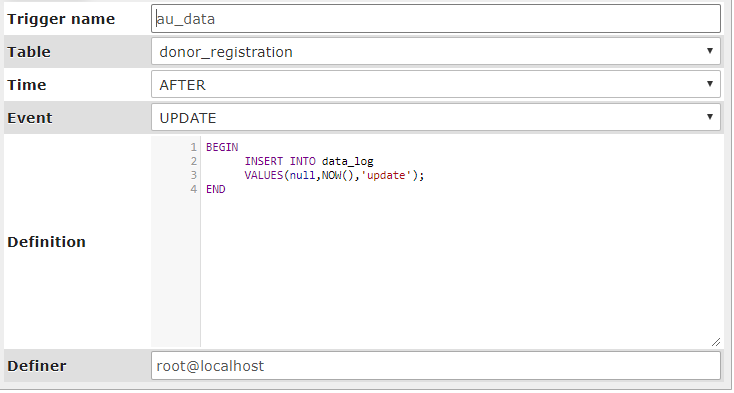 Trigger name au_data
Table donor_registration
Time AFTER
Event UPDATE
Definition
1 BEGIN
2 INSERT INTO data_log
3 VALUES(null,NOW(),'update');
4 END
Definer root@localhost